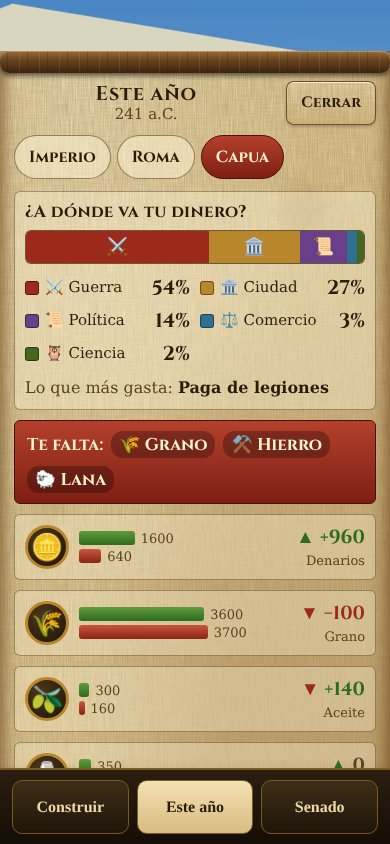 Este año
241 a.C.
Cerrar
Imperio
Roma
Capua
¿A dónde va tu dinero?
Guerra 54%
Ciudad 27%
Política 14%
Comercio 3%
Ciencia 2%
Lo que más gasta: Paga de legiones
Te falta: Grano Hierro
Lana
1600
640
▲ +960
Denarios
3600
3700
▼ −100
Grano
300
160
▼ +140
Aceite
350
▲ 0
Construir
Este año
Senado